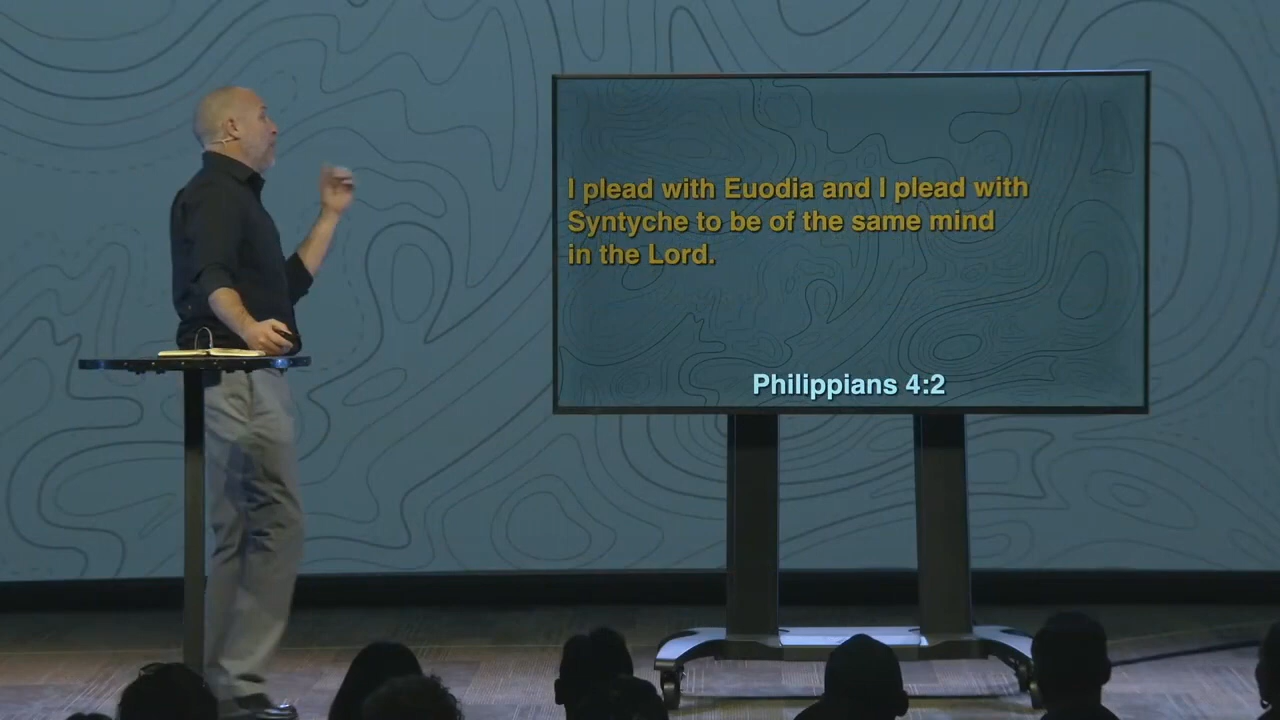 I plead with Euodia and I plead with
Syntyche to be of the same mind
in the Lord.
Philippians 4:2